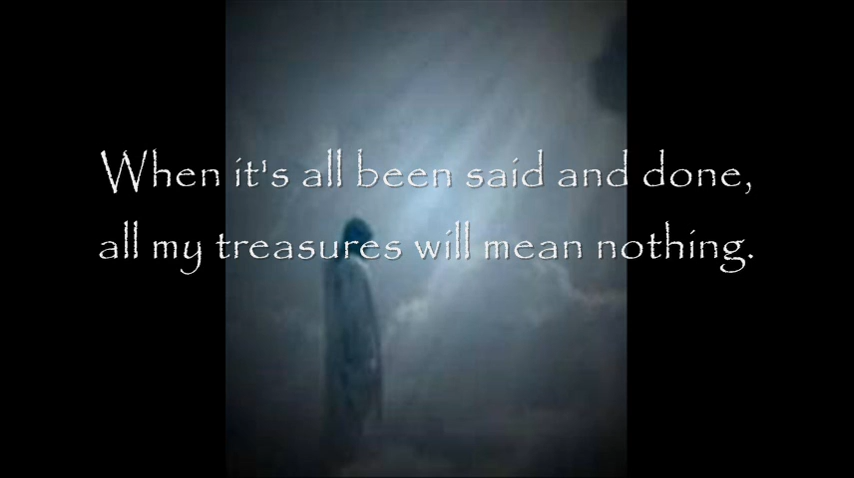 When it's all been said and done,
all my treasures will mean nothing.